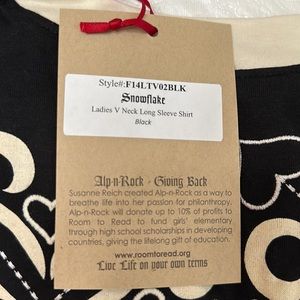 Style#:F14LTV02BLK
Snowflake
Ladies V Neck Long Sleeve Shirt
Black
Alp-n-Rock - Giving Back
Susanne Reich created Alp-n-Rock as a way to
breathe life into her passion for philanthropy.
Alp-n-Rock will donate up to 10% of profits to
Room to Read to fund girls' elementary
through high school scholarships in developing
countries, giving the lifelong gift of education.
www.roomtoread.org
Live Life on your own terms